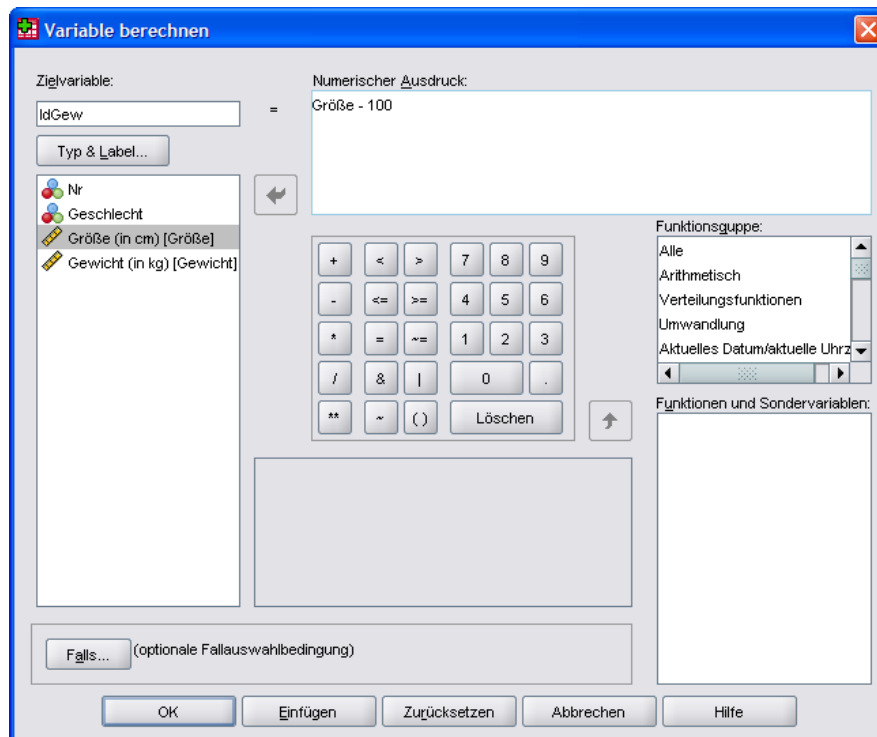 Variable berechnen
Zielvariable:
Numerischer Ausdruck:
IdGew
=
Größe - 100
Typ & Label...
Nr
Geschlecht
Größe (in cm) [Größe]
Gewicht (in kg) [Gewicht]
+ < > 7 8 9
- <= >= 4 5 6
* = ~= 1 2 3
/ & | 0 .
** ~ ( ) Löschen
Funktionsgruppe:
Alle
Arithmetisch
Verteilungsfunktionen
Umwandlung
Aktuelles Datum/aktuelle Uhrz
Funktionen und Sondervariablen:
Falls... (optionale Fallauswahlbedingung)
OK Einfügen Zurücksetzen Abbrechen Hilfe